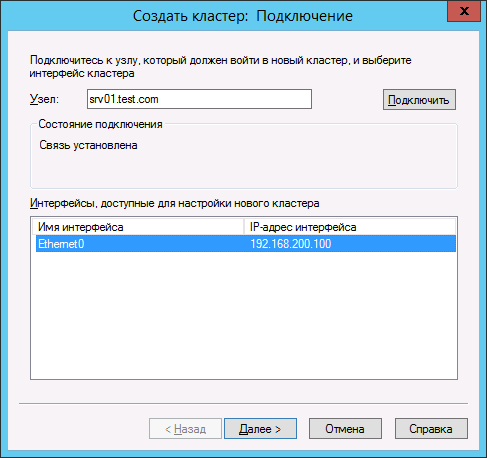 Создать кластер: Подключение
x
Подключитесь к узлу, который должен войти в новый кластер, и выберите
интерфейс кластера
Узел: srv01.test.com Подключить
Состояние подключения
Связь установлена
Интерфейсы, доступные для настройки нового кластера
Имя интерфейса IP-адрес интерфейса
Ethernet0 192.168.200.100
< Назад Далее > Отмена Справка